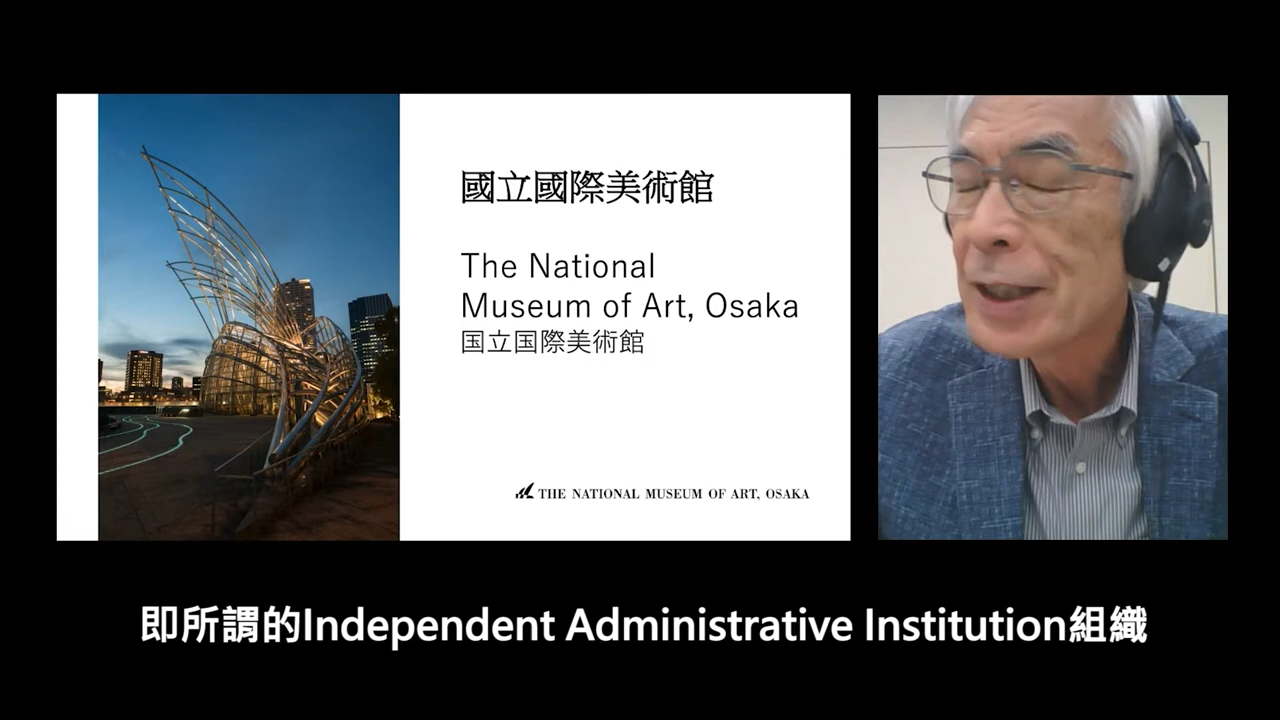 國立國際美術館
The National
Museum of Art, Osaka
国立国際美術館
THE NATIONAL MUSEUM OF ART, OSAKA
即所謂的Independent Administrative Institution組織